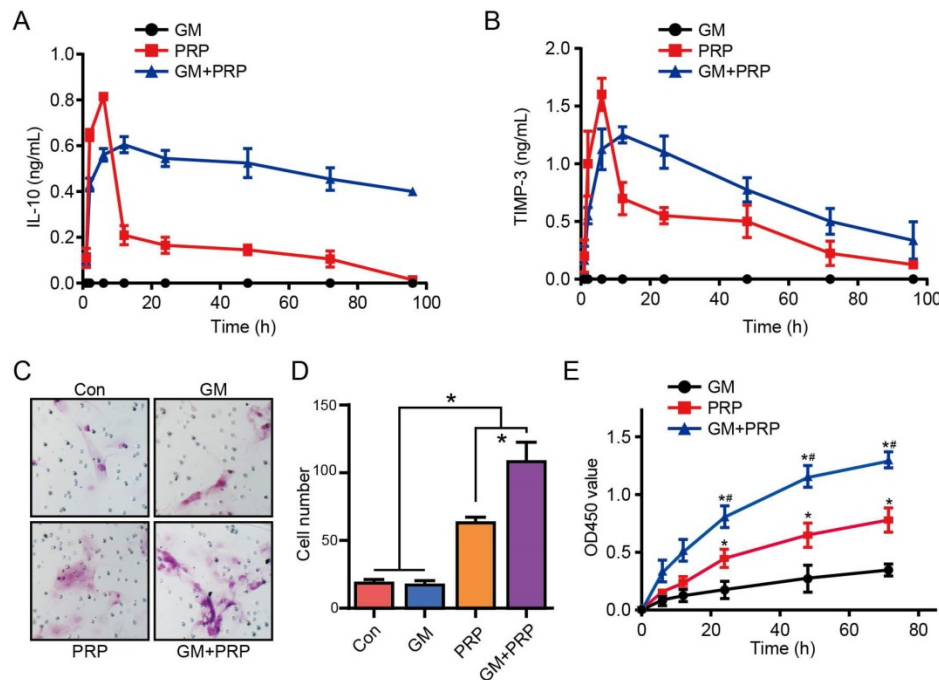 A
GM
PRP
GM+PRP
IL-10 (ng/mL)
1.0
0.8
0.6
0.4
0.2
0.0
0 20 40 60 80 100
Time (h)
B
GM
PRP
GM+PRP
TIMP-3 (ng/mL)
2.0
1.5
1.0
0.5
0.0
0 20 40 60 80 100
Time (h)
C
Con GM
PRP GM+PRP
D
Cell number
150
100
50
0
*
*
Con GM PRP GM+PRP
E
GM
PRP
GM+PRP
OD450 value
1.5
1.0
0.5
0.0
*# *# *#
* * *
0 20 40 60 80
Time (h)